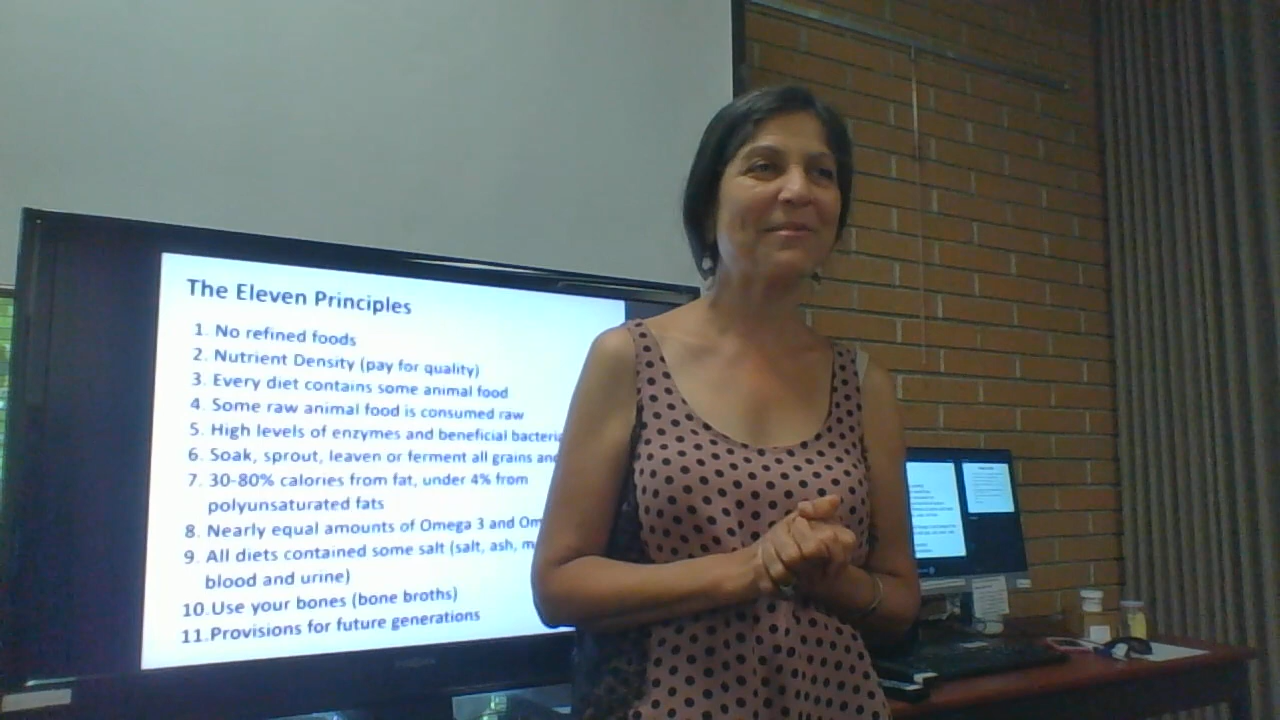 The Eleven Principles
1. No refined foods
2. Nutrient Density (pay for quality)
3. Every diet contains some animal food
4. Some raw animal food is consumed raw
5. High levels of enzymes and beneficial bacteria
6. Soak, sprout, leaven or ferment all grains and
7. 30-80% calories from fat, under 4% from
polyunsaturated fats
8. Nearly equal amounts of Omega 3 and Om
9. All diets contained some salt (salt, ash, m
blood and urine)
10.Use your bones (bone broths)
11.Provisions for future generations